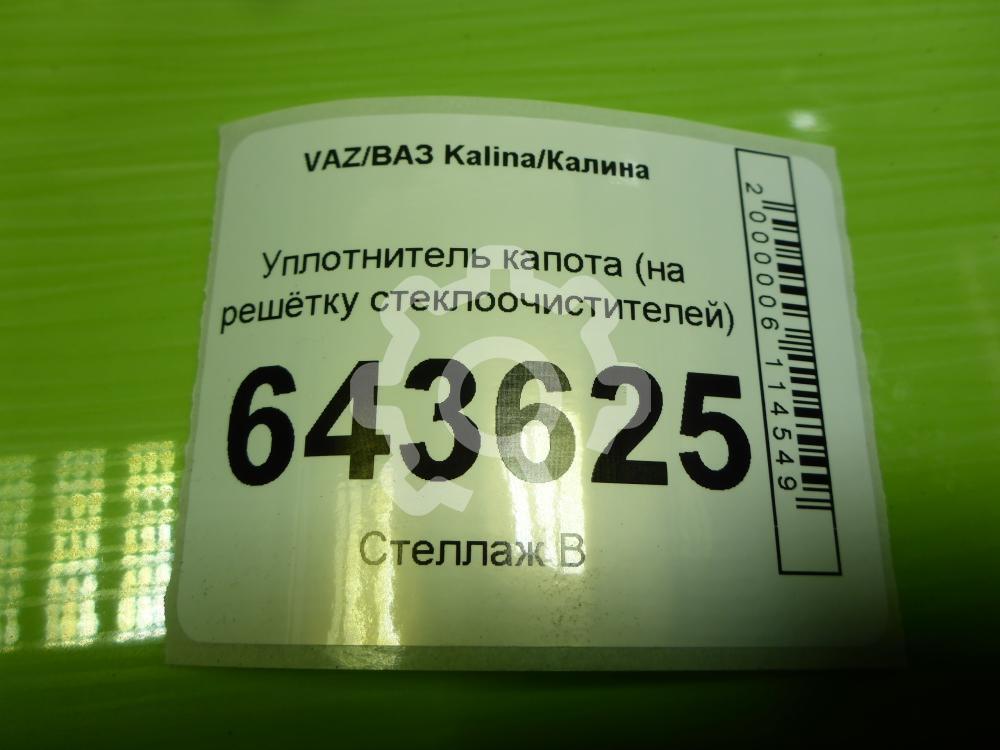 VAZ/ВАЗ Kalina/Калина
Уплотнитель капота (на
решётку стеклоочистителей)
643625
Стеллаж В
2000006114549